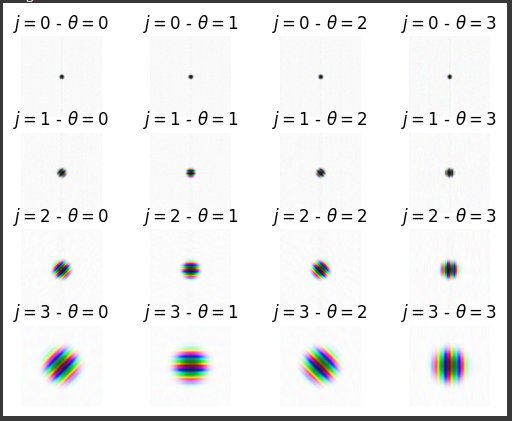 j = 0 - θ = 0 j = 0 - θ = 1 j = 0 - θ = 2 j = 0 - θ = 3
j = 1 - θ = 0 j = 1 - θ = 1 j = 1 - θ = 2 j = 1 - θ = 3
j = 2 - θ = 0 j = 2 - θ = 1 j = 2 - θ = 2 j = 2 - θ = 3
j = 3 - θ = 0 j = 3 - θ = 1 j = 3 - θ = 2 j = 3 - θ = 3